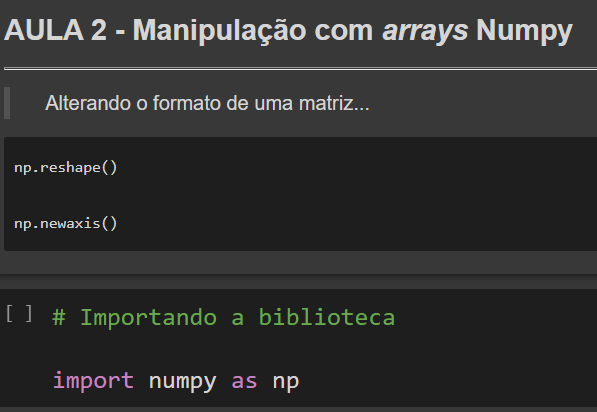 AULA 2 - Manipulação com arrays Numpy
Alterando o formato de uma matriz...
np.reshape()
np.newaxis()
[ ] # Importando a biblioteca
import numpy as np